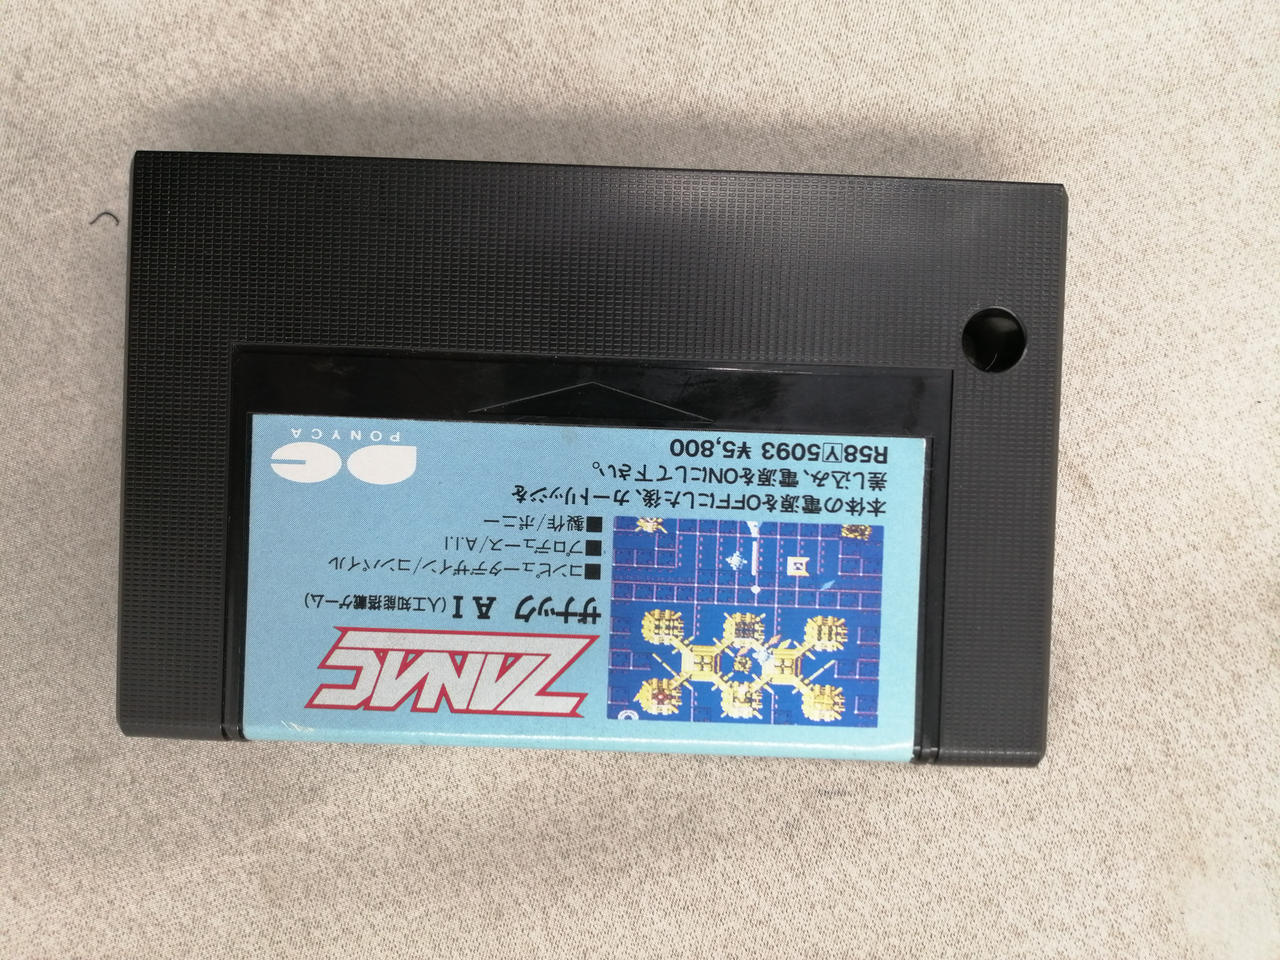 ZANAC
ザナック AI (人工知能搭載ゲーム)
■コンピュータデザイン/コンパイル
■プロデュース/A.I.I
■製作/ポニー
本体の電源をOFFにした後、カートリッジを
差し込み、電源をONにして下さい。
R58Y5093 ¥5,800
PONYCA